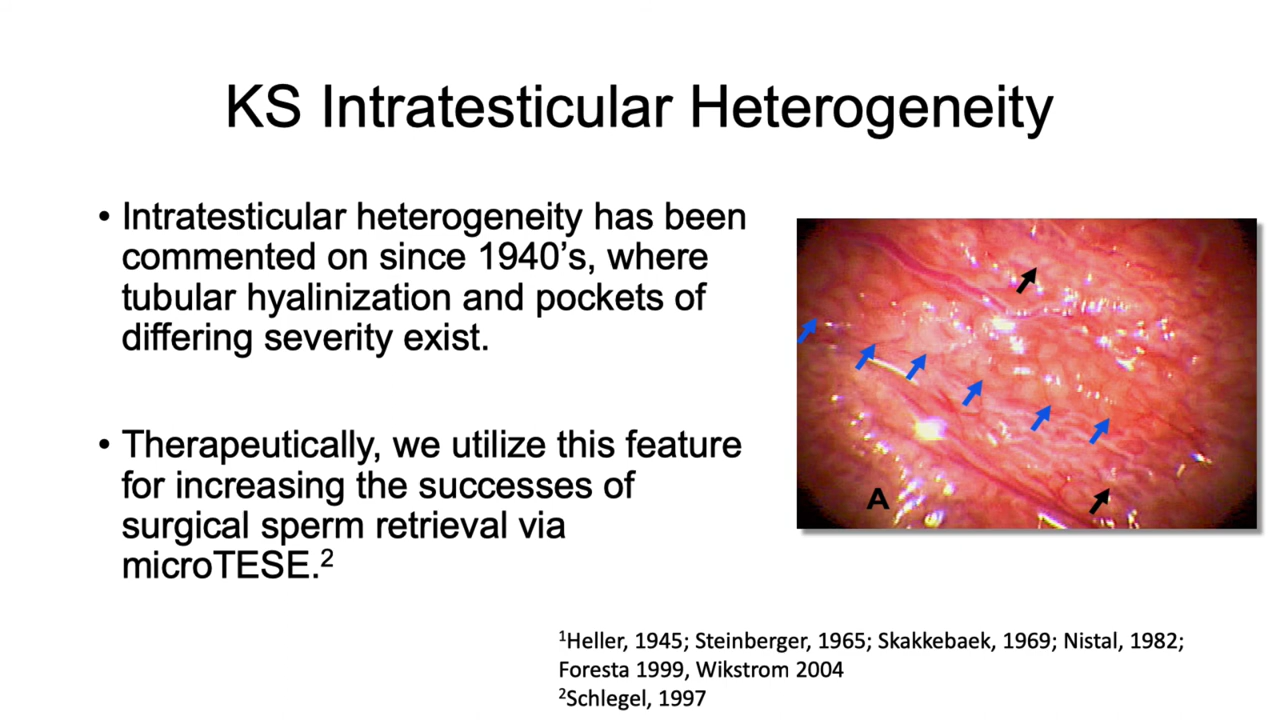 KS Intratesticular Heterogeneity
• Intratesticular heterogeneity has been
commented on since 1940’s, where
tubular hyalinization and pockets of
differing severity exist.
• Therapeutically, we utilize this feature
for increasing the successes of
surgical sperm retrieval via
microTESE.²
A
¹Heller, 1945; Steinberger, 1965; Skakkebaek, 1969; Nistal, 1982;
Foresta 1999, Wikstrom 2004
²Schlegel, 1997